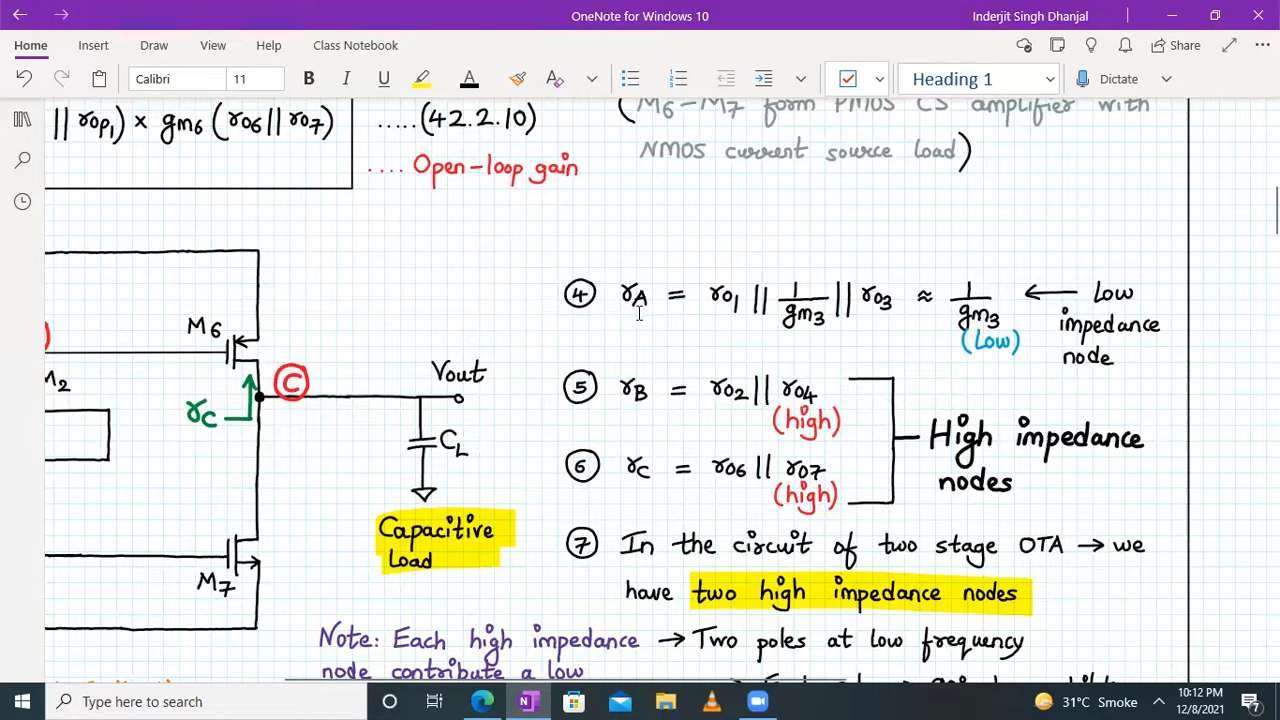 OneNote for Windows 10
Inderjit Singh Dhanjal
Home Insert Draw View Help Class Notebook
Share
Calibri 11 B I U A Heading 1 Dictate
|| rop1) × gm6 (ro6 || ro7) .....(42.2.10)
.... Open-loop gain
(M6-M7 form PMOS CS amplifier with
NMOS current source load)
④ rA = ro1 || 1/gm3 || ro3 ≈ 1/gm3 ← Low
impedance
node
(Low)
⑤ rB = ro2 || ro4
(high)
⑥ rC = ro6 || ro7
(high)
High impedance
nodes
⑦ In the circuit of two stage OTA → we
have two high impedance nodes
M6
M2
C
Vout
rC
CL
Capacitive
Load
M7
Note: Each high impedance → Two poles at low frequency
node contribute a low
Type here to search
31°C Smoke
10:12 PM
12/8/2021
7